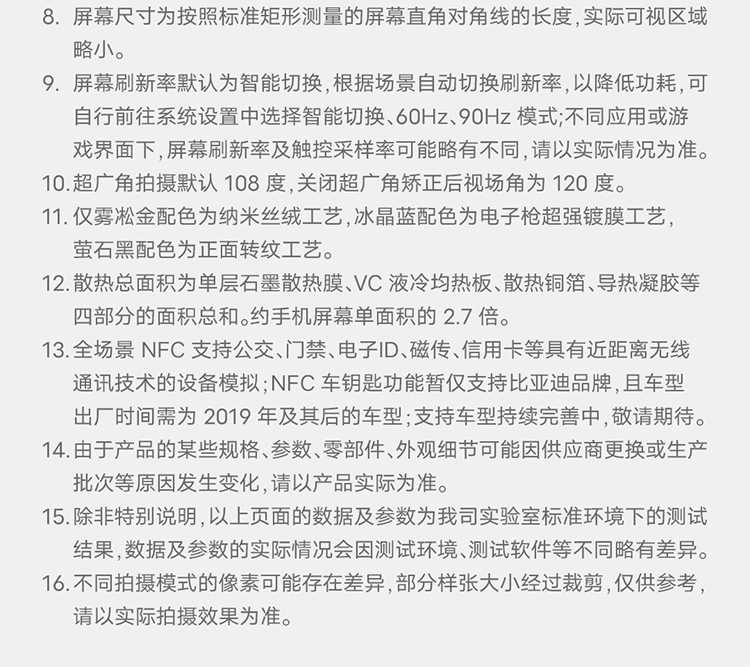 8. 屏幕尺寸为按照标准矩形测量的屏幕直角对角线的长度,实际可视区域
略小。
9. 屏幕刷新率默认为智能切换,根据场景自动切换刷新率,以降低功耗,可
自行前往系统设置中选择智能切换、60Hz、90Hz 模式;不同应用或游
戏界面下,屏幕刷新率及触控采样率可能略有不同,请以实际情况为准。
10. 超广角拍摄默认 108 度,关闭超广角矫正后视场角为 120 度。
11. 仅雾凇金配色为纳米丝绒工艺,冰晶蓝配色为电子枪超强镀膜工艺,
萤石黑配色为正面转纹工艺。
12. 散热总面积为单层石墨散热膜、VC 液冷均热板、散热铜箔、导热凝胶等
四部分的面积总和。约手机屏幕单面积的 2.7 倍。
13. 全场景 NFC 支持公交、门禁、电子ID、磁传、信用卡等具有近距离无线
通讯技术的设备模拟;NFC 车钥匙功能暂仅支持比亚迪品牌,且车型
出厂时间需为 2019 年及其后的车型;支持车型持续完善中,敬请期待。
14. 由于产品的某些规格、参数、零部件、外观细节可能因供应商更换或生产
批次等原因发生变化,请以产品实际为准。
15. 除非特别说明,以上页面的数据及参数为我司实验室标准环境下的测试
结果,数据及参数的实际情况会因测试环境、测试软件等不同略有差异。
16. 不同拍摄模式的像素可能存在差异,部分样张大小经过裁剪,仅供参考,
请以实际拍摄效果为准。